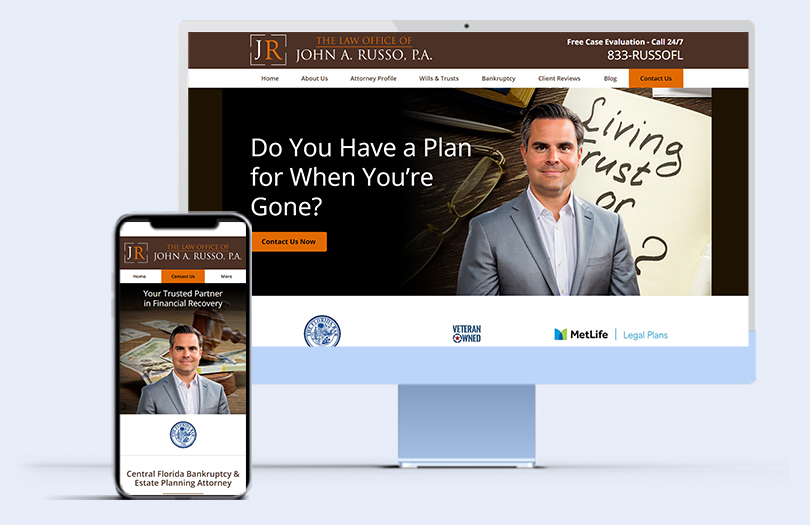 JR
THE LAW OFFICE OF
JOHN A. RUSSO, P.A.
Free Case Evaluation - Call 24/7
833-RUSSOFL
Home About Us Attorney Profile Wills & Trusts Bankruptcy Client Reviews Blog Contact Us
Do You Have a Plan
for When You're
Gone?
Contact Us Now
Living
Trust
or
?
VETERAN
OWNED
MetLife | Legal Plans
JR
THE LAW OFFICE OF
JOHN A. RUSSO, P.A.
Home Contact Us More
Your Trusted Partner
in Financial Recovery
Central Florida Bankruptcy &
Estate Planning Attorney